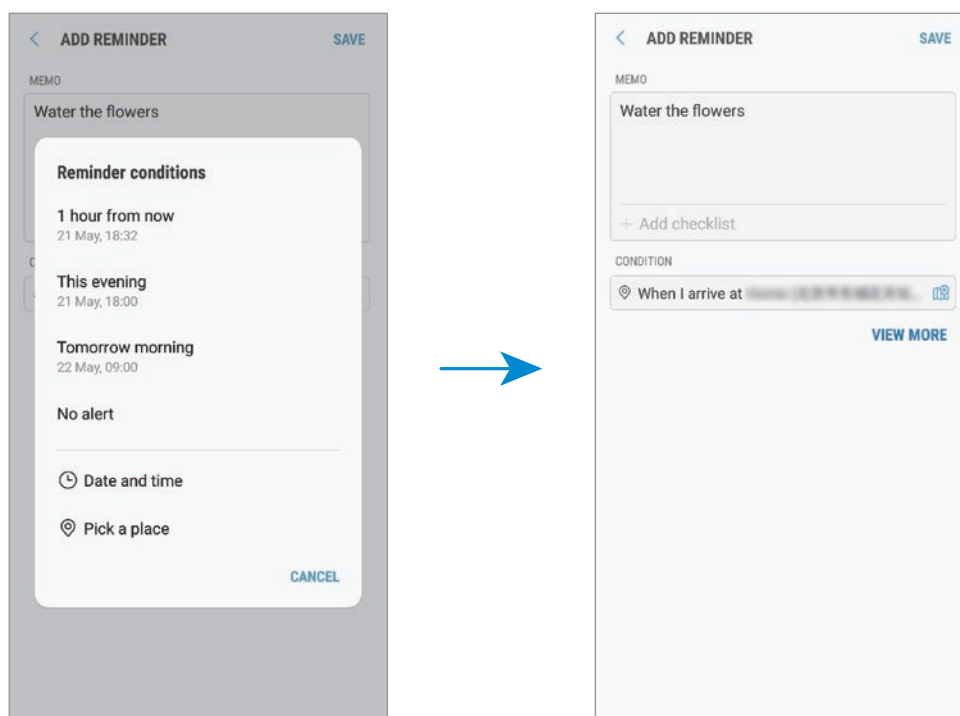 ADD REMINDER SAVE
MEMO
Water the flowers
Reminder conditions
1 hour from now
21 May, 18:32
This evening
21 May, 18:00
Tomorrow morning
22 May, 09:00
No alert
Date and time
Pick a place
CANCEL
ADD REMINDER SAVE
MEMO
Water the flowers
+ Add checklist
CONDITION
When I arrive at
VIEW MORE